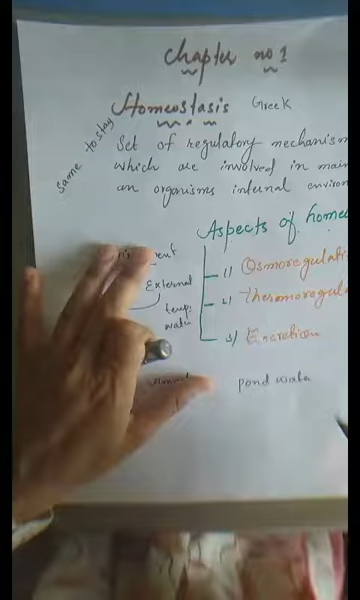 Chapter no 1
Homeostasis Greek
Same to stay
Set of regulatory mechanism
which are involved in main
an organisms internal environ
Aspects of home
1) Osmoregulati
External
2) Thermoregula
temp.
water
3) Excretion
pond water